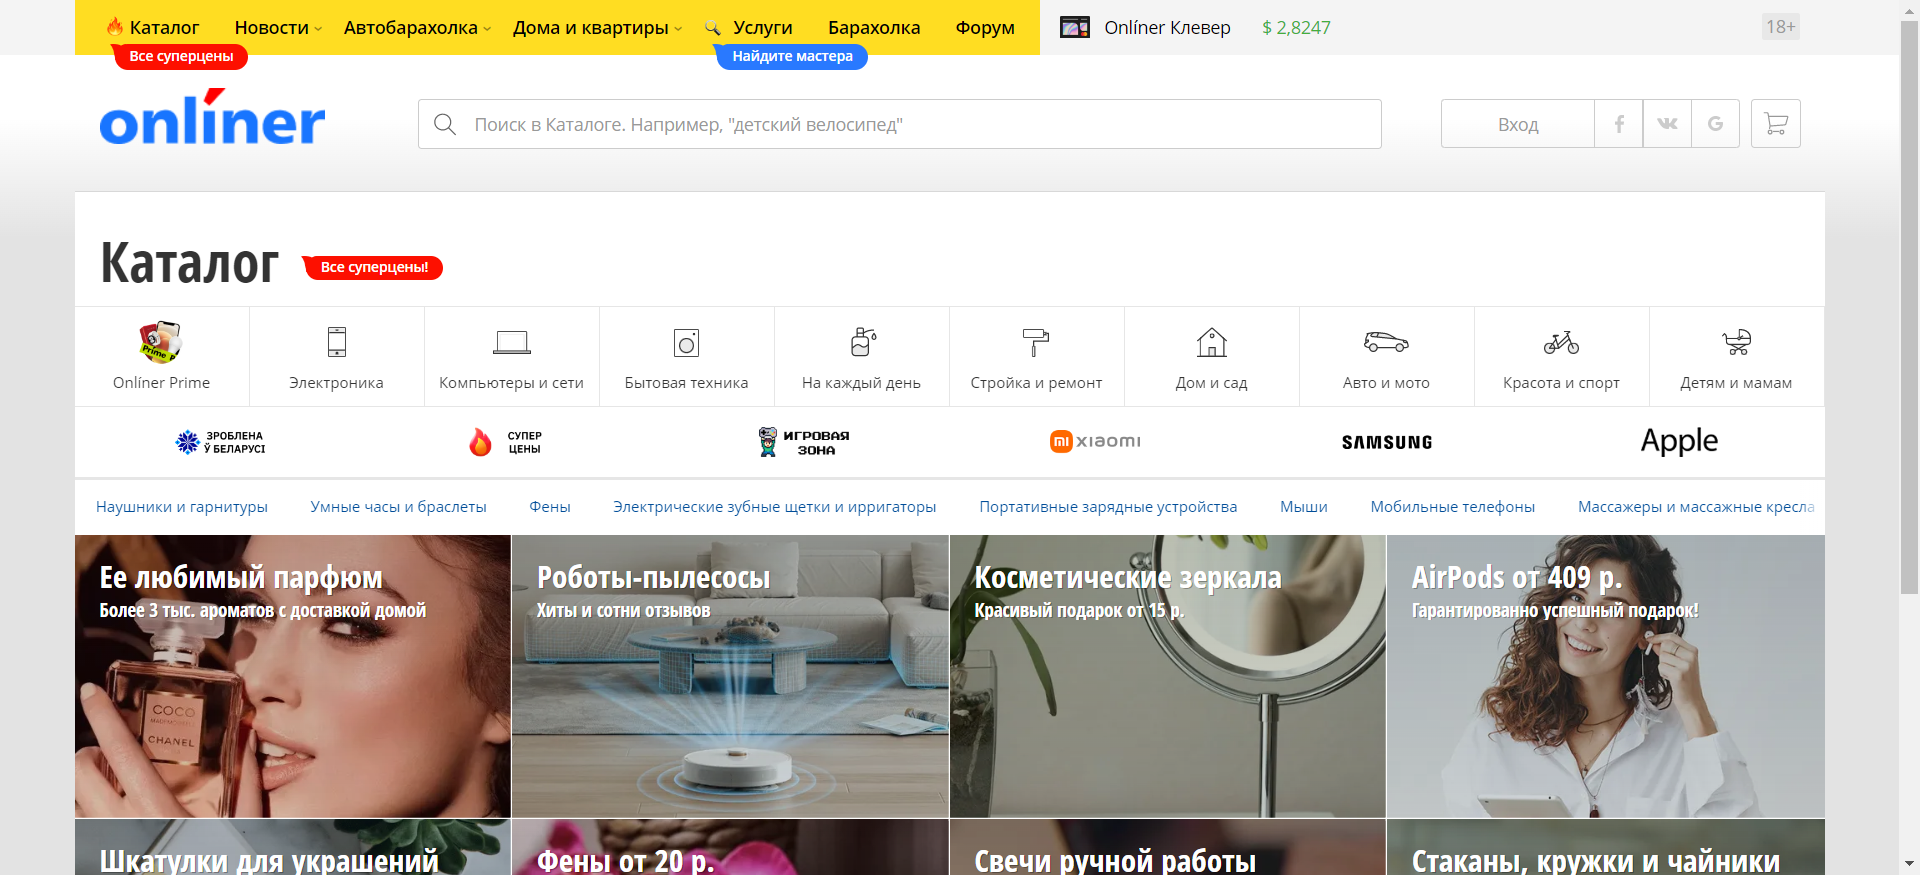 Каталог Новости Автобарахолка Дома и квартиры Услуги Барахолка Форум Onlíner Клевер $ 2,8247 18+
Все суперцены Найдите мастера
onlíner Поиск в Каталоге. Например, "детский велосипед" Вход
Каталог Все суперцены!
Onlíner Prime Электроника Компьютеры и сети Бытовая техника На каждый день Стройка и ремонт Дом и сад Авто и мото Красота и спорт Детям и мамам
ЗРОБЛЕНА
Ў БЕЛАРУСІ
СУПЕР
ЦЕНЫ
ИГРОВАЯ
ЗОНА
xiaomi
SAMSUNG
Apple
Наушники и гарнитуры Умные часы и браслеты Фены Электрические зубные щетки и ирригаторы Портативные зарядные устройства Мыши Мобильные телефоны Массажеры и массажные кресла
Ее любимый парфюм
Более 3 тыс. ароматов с доставкой домой
COCO
MADEMOISELLE
CHANEL
Роботы-пылесосы
Хиты и сотни отзывов
Косметические зеркала
Красивый подарок от 15 р.
AirPods от 409 р.
Гарантированно успешный подарок!
Шкатулки для украшений
Фены от 20 р.
Свечи ручной работы
Стаканы, кружки и чайники